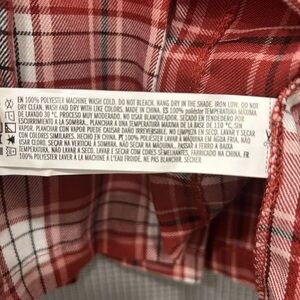 EN 100% POLYESTER MACHINE WASH COLD. DO NOT BLEACH. HANG DRY IN THE SHADE. IRON LOW. DO NOT
DRY CLEAN. WASH AND DRY WITH LIKE COLORS. MADE IN CHINA. ES 100% poliéster TEMPERATURA MÁXIMA
DE LAVADO 30 °C. PROCESO MUY MODERADO. NO USAR BLANQUEADOR. SECADO EN TENDEDERO POR
ESCURRIMIENTO A LA SOMBRA. PLANCHAR A UNA TEMPERATURA MÁXIMA DE LA BASE DE 110 °C, SIN
VAPOR. PLANCHAR CON VAPOR PUEDE CAUSAR DAÑO IRREVERSIBLE. NO LIMPIEZA EN SECO. LAVAR Y SECAR
CON COLORES SIMILARES. HECHO EN CHINA. PT 100% POLIÉSTER LAVAR À MÁQUINA EM ÁGUA FRIA. NÃO
USE ALVEJANTE. SECAR NA VERTICAL À SOMBRA. NÃO SECAR NA MÁQUINA. PASSAR A FERRO A BAIXA
TEMPERATURA. NÃO LAVAR A SECO. LAVAR E SECAR COM CORES SEMELHANTES. FABRICADO NA CHINA. FR
100% POLYESTER LAVER À LA MACHINE À L'EAU FROIDE. NE PAS BLANCHIR. SÉCHER